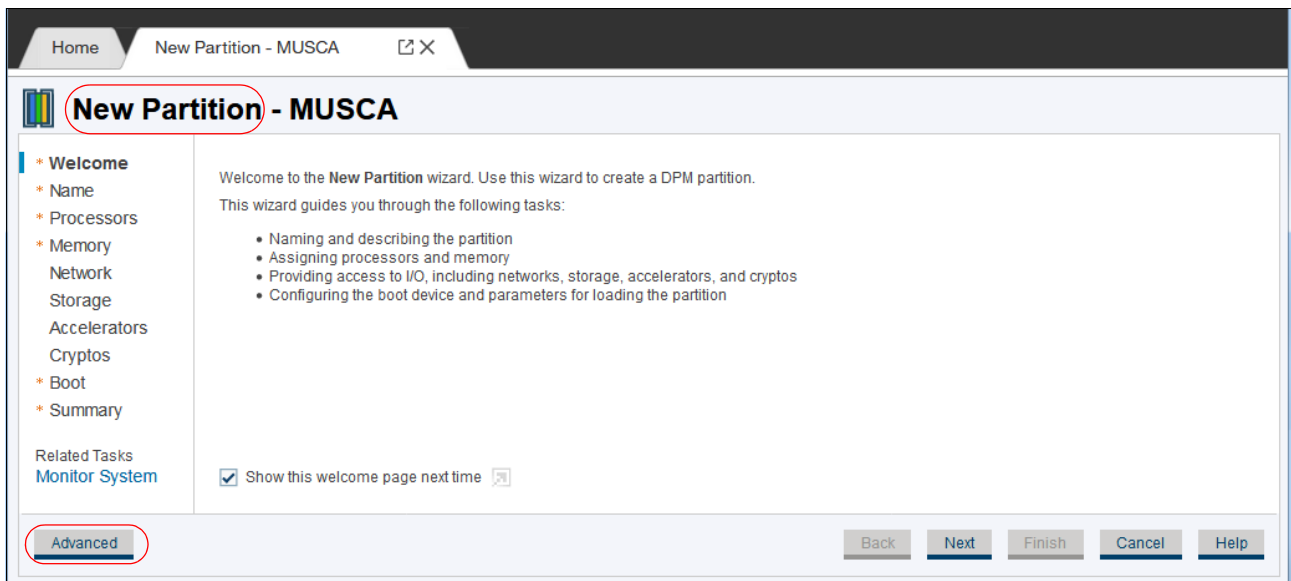 Home
New Partition - MUSCA
New Partition - MUSCA
* Welcome
* Name
* Processors
* Memory
Network
Storage
Accelerators
Cryptos
* Boot
* Summary
Related Tasks
Monitor System
Welcome to the New Partition wizard. Use this wizard to create a DPM partition.
This wizard guides you through the following tasks:
• Naming and describing the partition
• Assigning processors and memory
• Providing access to I/O, including networks, storage, accelerators, and cryptos
• Configuring the boot device and parameters for loading the partition
Show this welcome page next time
Advanced
Back
Next
Finish
Cancel
Help